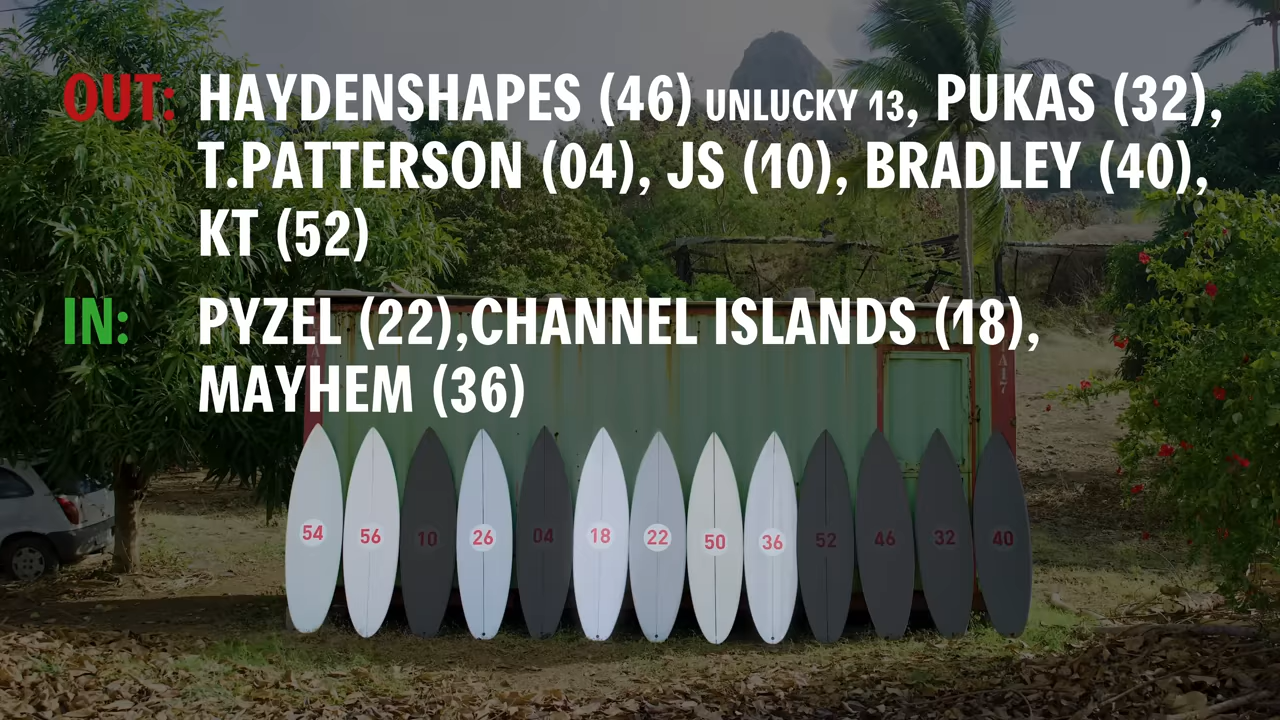 OUT: HAYDENSHAPES (46) UNLUCKY 13, PUKAS (32),
T.PATTERSON (04), JS (10), BRADLEY (40),
KT (52)
IN: PYZEL (22),CHANNEL ISLANDS (18),
MAYHEM (36)
54 56 10 26 04 18 22 50 36 52 46 32 40